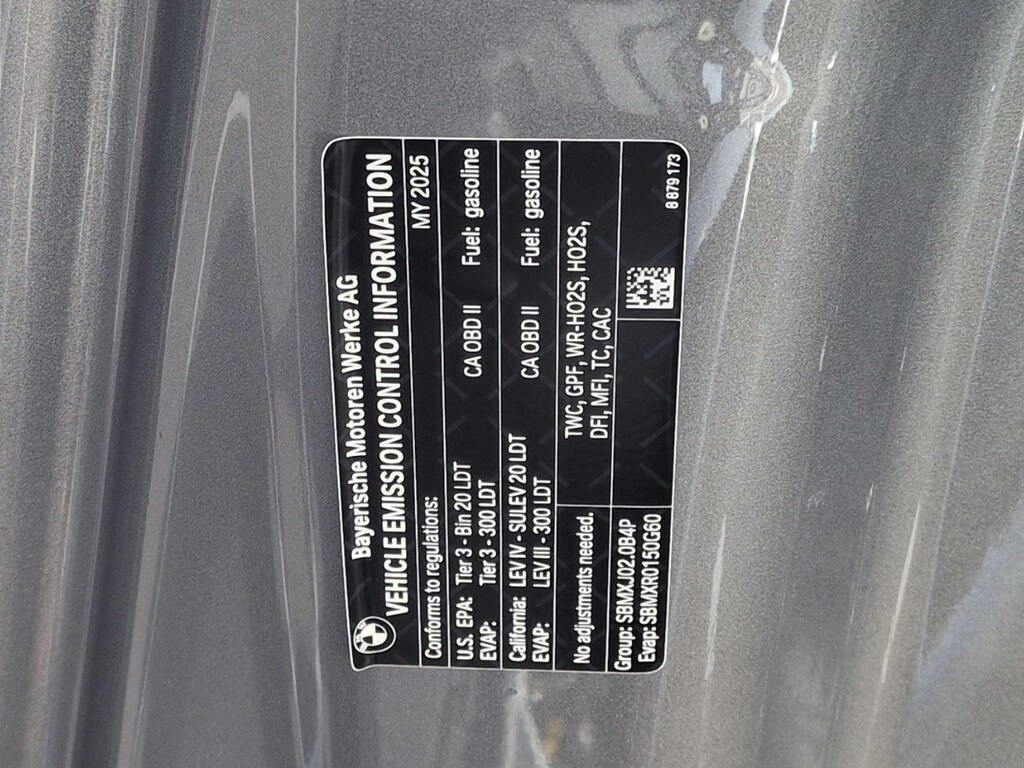 Bayerische Motoren Werke AG
VEHICLE EMISSION CONTROL INFORMATION
Conforms to regulations: MY 2025
U.S. EPA: Tier 3 - Bin 20 LDT CA OBD II Fuel: gasoline
EVAP: Tier 3 - 300 LDT
California: LEV IV - SULEV 20 LDT CA OBD II Fuel: gasoline
EVAP: LEV III - 300 LDT
No adjustments needed.
TWC, GPF, WR-HO2S, HO2S,
DFI, MFI, TC, CAC
Group: SBMXJ02.0B4P
Evap: SBMXR0150G60
8 879 173